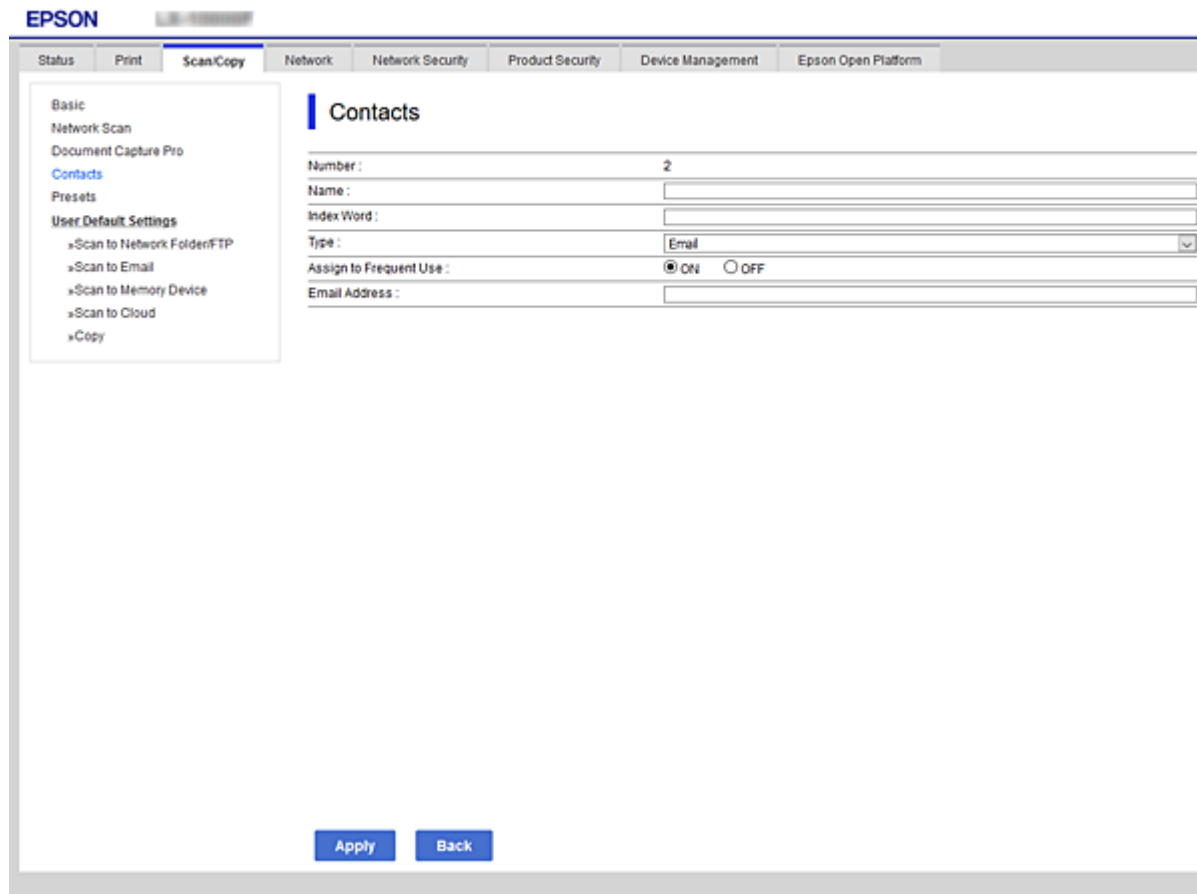 EPSON
Status Print Scan/Copy Network Network Security Product Security Device Management Epson Open Platform
Basic
Network Scan
Document Capture Pro
Contacts
Presets
User Default Settings
»Scan to Network Folder/FTP
»Scan to Email
»Scan to Memory Device
»Scan to Cloud
»Copy
Contacts
Number : 2
Name :
Index Word :
Type : Email
Assign to Frequent Use : ON OFF
Email Address :
Apply Back